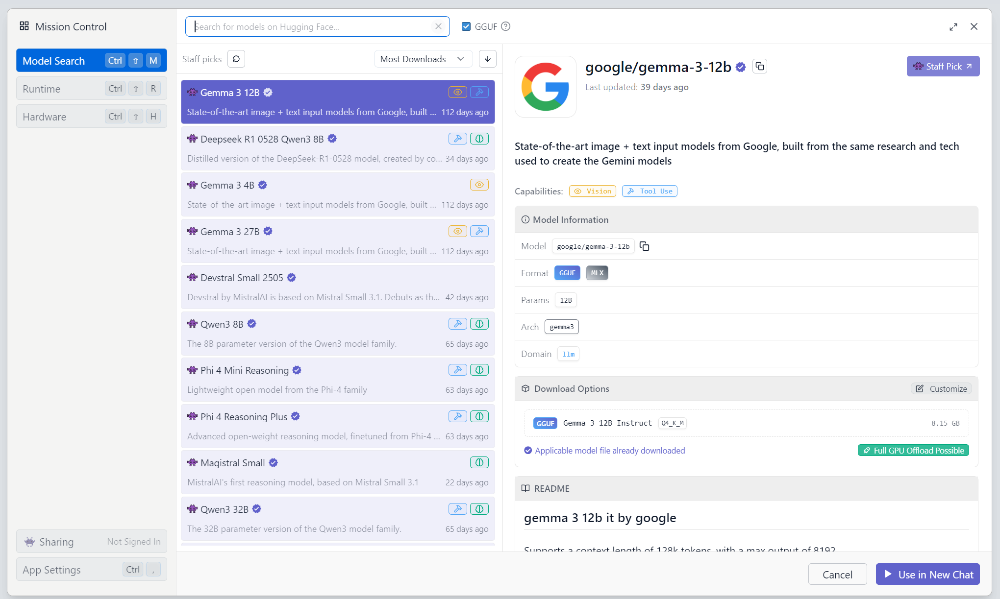 Mission Control
Model Search Ctrl ⇧ M
Runtime Ctrl ⇧ R
Hardware Ctrl ⇧ H
Sharing Not Signed In
App Settings Ctrl ,
Search for models on Hugging Face...
GGUF
Staff picks
Most Downloads
Gemma 3 12B
State-of-the-art image + text input models from Google, built ... 112 days ago
Deepseek R1 0528 Qwen3 8B
Distilled version of the DeepSeek-R1-0528 model, created by co... 34 days ago
Gemma 3 4B
State-of-the-art image + text input models from Google, built ... 112 days ago
Gemma 3 27B
State-of-the-art image + text input models from Google, built ... 112 days ago
Devstral Small 2505
Devstral by MistralAI is based on Mistral Small 3.1. Debuts as th... 42 days ago
Qwen3 8B
The 8B parameter version of the Qwen3 model family. 65 days ago
Phi 4 Mini Reasoning
Lightweight open model from the Phi-4 family 63 days ago
Phi 4 Reasoning Plus
Advanced open-weight reasoning model, finetuned from Phi-4 ... 63 days ago
Magistral Small
MistralAI's first reasoning model, based on Mistral Small 3.1 22 days ago
Qwen3 32B
The 32B parameter version of the Qwen3 model family. 65 days ago
google/gemma-3-12b
Staff Pick
Last updated: 39 days ago
State-of-the-art image + text input models from Google, built from the same research and tech
used to create the Gemini models
Capabilities: Vision Tool Use
Model Information
Model google/gemma-3-12b
Format GGUF MLX
Params 12B
Arch gemma3
Domain llm
Download Options Customize
GGUF Gemma 3 12B Instruct Q4_K_M 8.15 GB
Applicable model file already downloaded Full GPU Offload Possible
README
gemma 3 12b it by google
Supports a context length of 128k tokens, with a max output of 8192
Cancel Use in New Chat